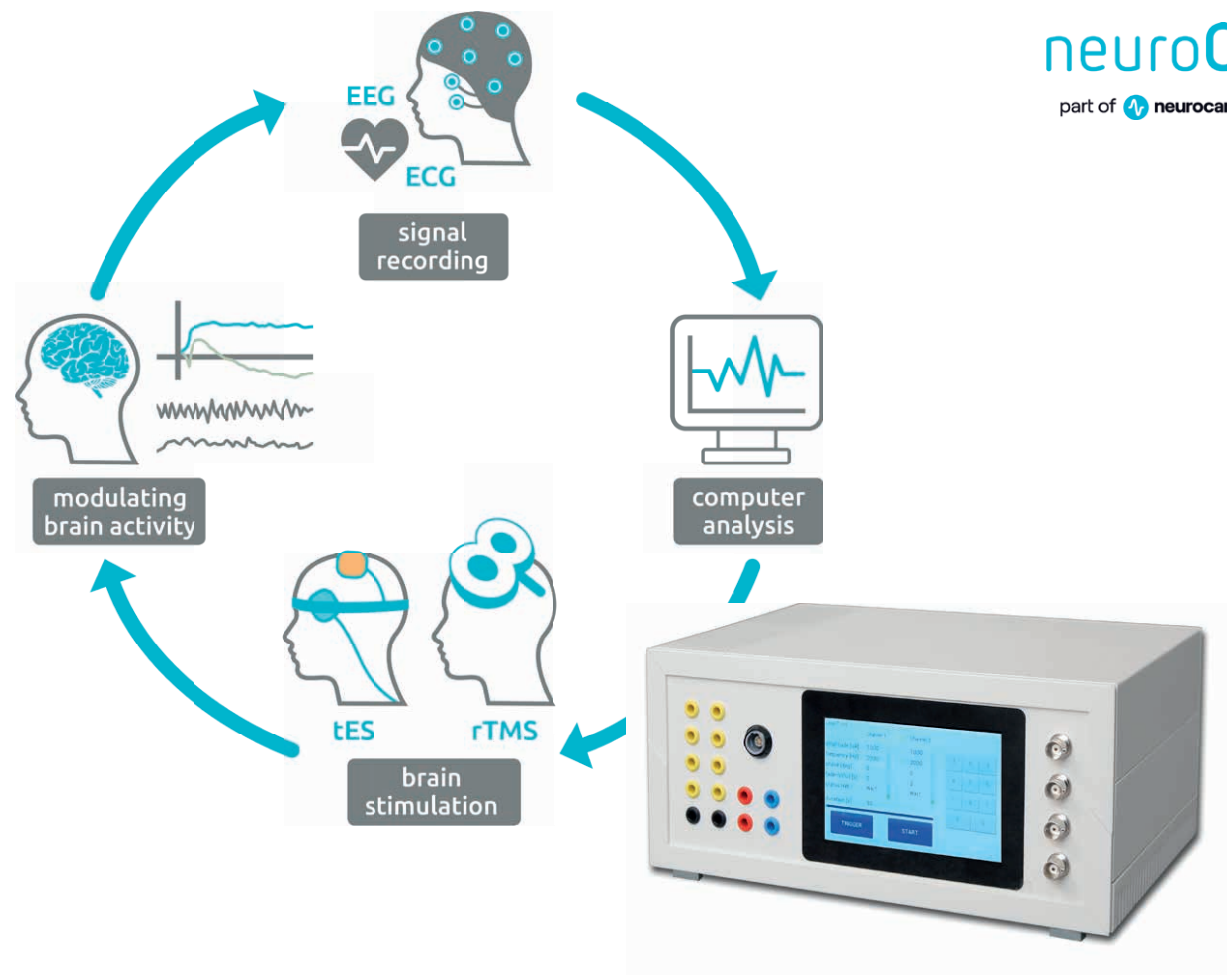 neuroC
part of neurocar
EEG
ECG
signal
recording
computer
analysis
modulating
brain activity
tES
rTMS
brain
stimulation
TRIGGER
START